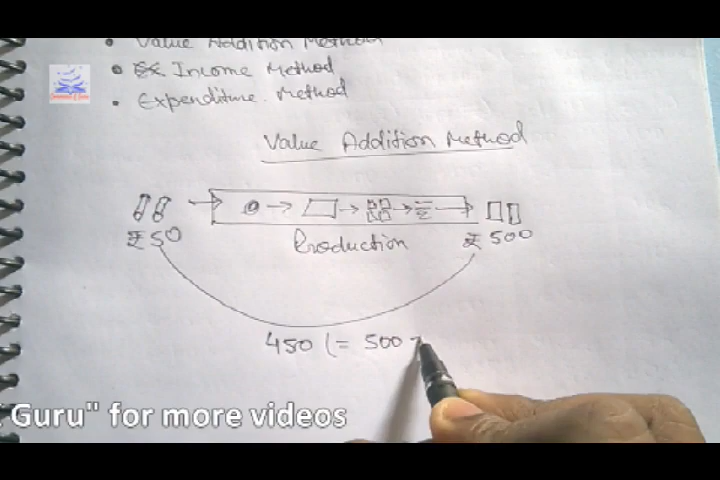 • Value Addition Method
• Income Method
• Expenditure Method
Value Addition Method
₹50
Production
₹500
450 (= 500 -
Guru" for more videos